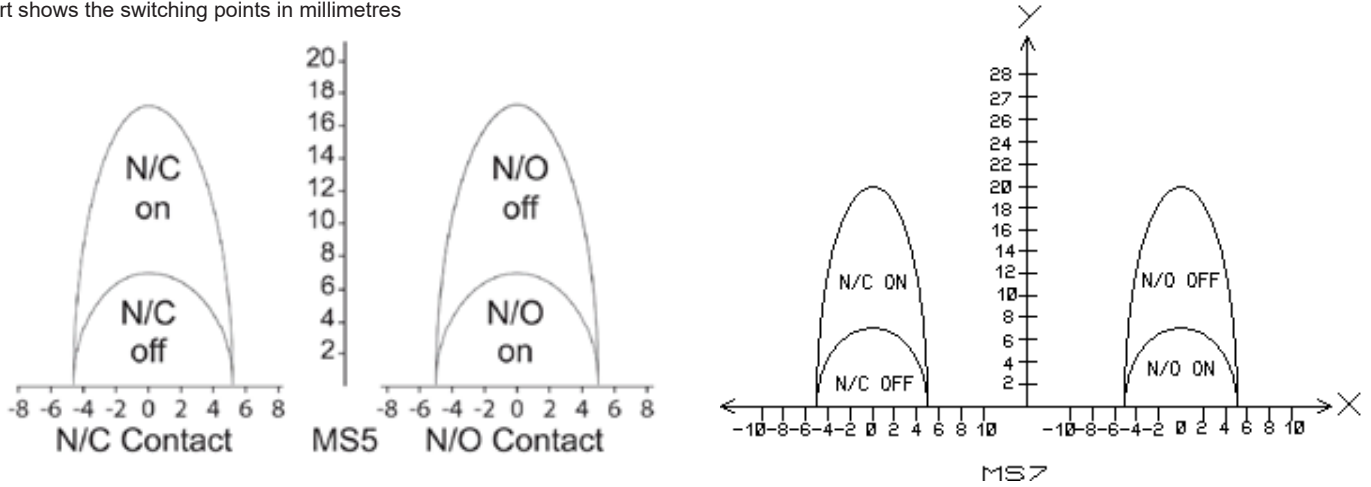 rt shows the switching points in millimetres
20
18
16
14
12
10
8
6
4
2
N/C
on
N/C
off
N/O
off
N/O
on
-8 -6 -4 -2 0 2 4 6 8
-8 -6 -4 -2 0 2 4 6 8
N/C Contact MS5 N/O Contact
Y
28
27
26
24
22
20
18
16
14
12
10
8
6
4
2
N/C ON
N/C OFF
N/O OFF
N/O ON
X
-10-8-6-4-2 0 2 4 6 8 10
-10-8-6-4-2 0 2 4 6 8 10
MS7